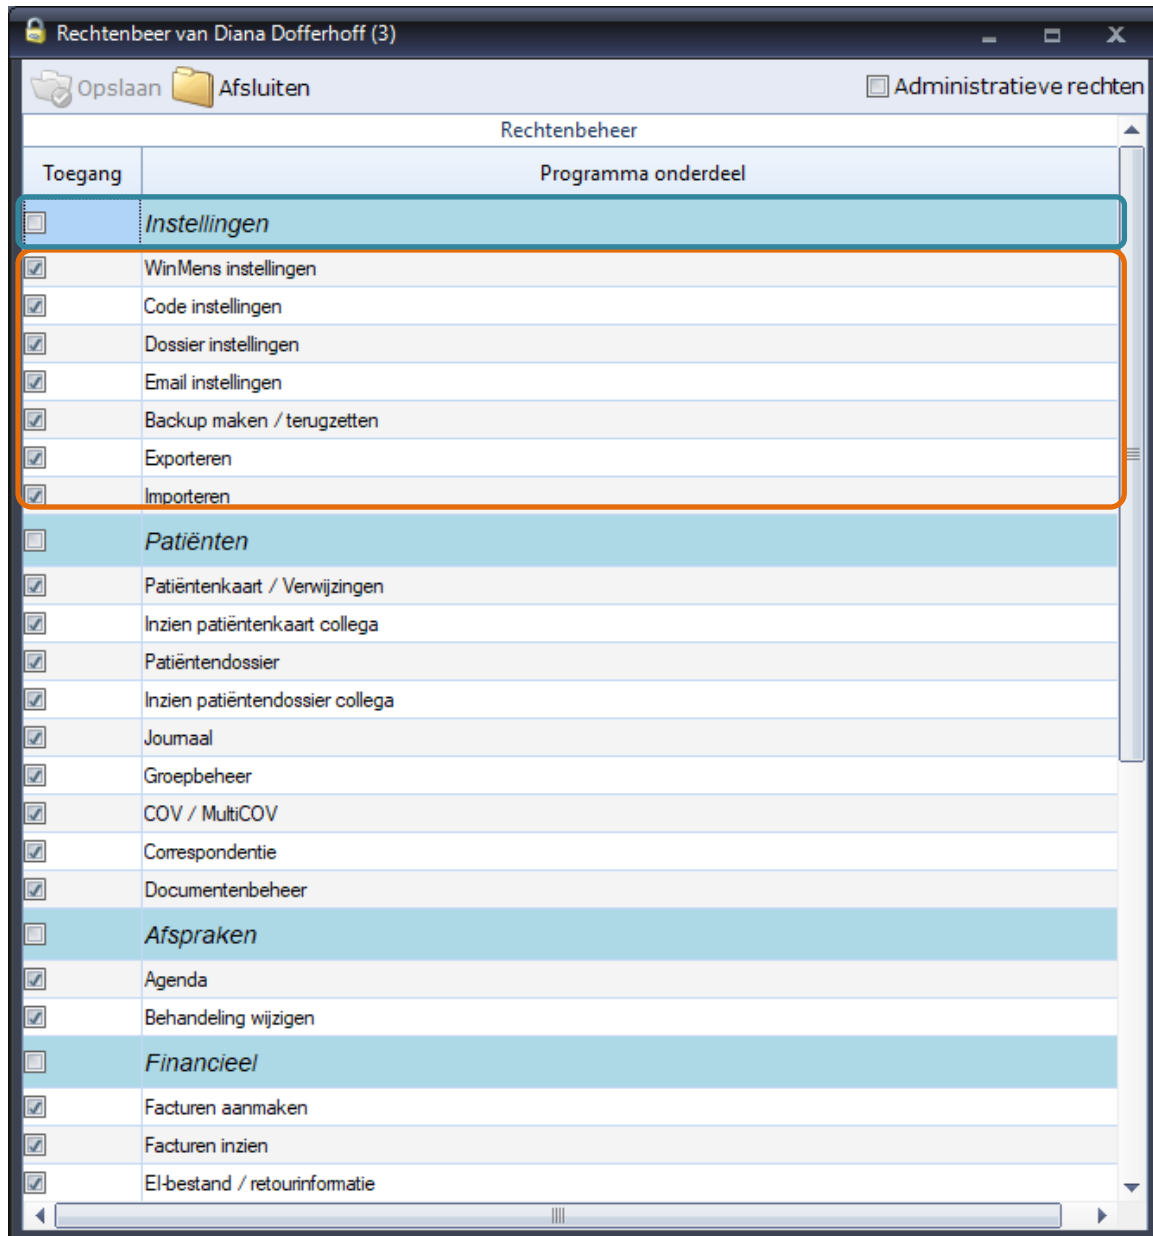 Rechtenbeer van Diana Dofferhoff (3)
Opslaan Afsluiten Administratieve rechten
Rechtenbeheer
Toegang Programma onderdeel
Instellingen
WinMens instellingen
Code instellingen
Dossier instellingen
Email instellingen
Backup maken / terugzetten
Exporteren
Importeren
Patiënten
Patiëntenkaart / Verwijzingen
Inzien patiëntenkaart collega
Patiëntendossier
Inzien patiëntendossier collega
Journaal
Groepbeheer
COV / MultiCOV
Correspondentie
Documentenbeheer
Afspraken
Agenda
Behandeling wijzigen
Financieel
Facturen aanmaken
Facturen inzien
EI-bestand / retourinformatie